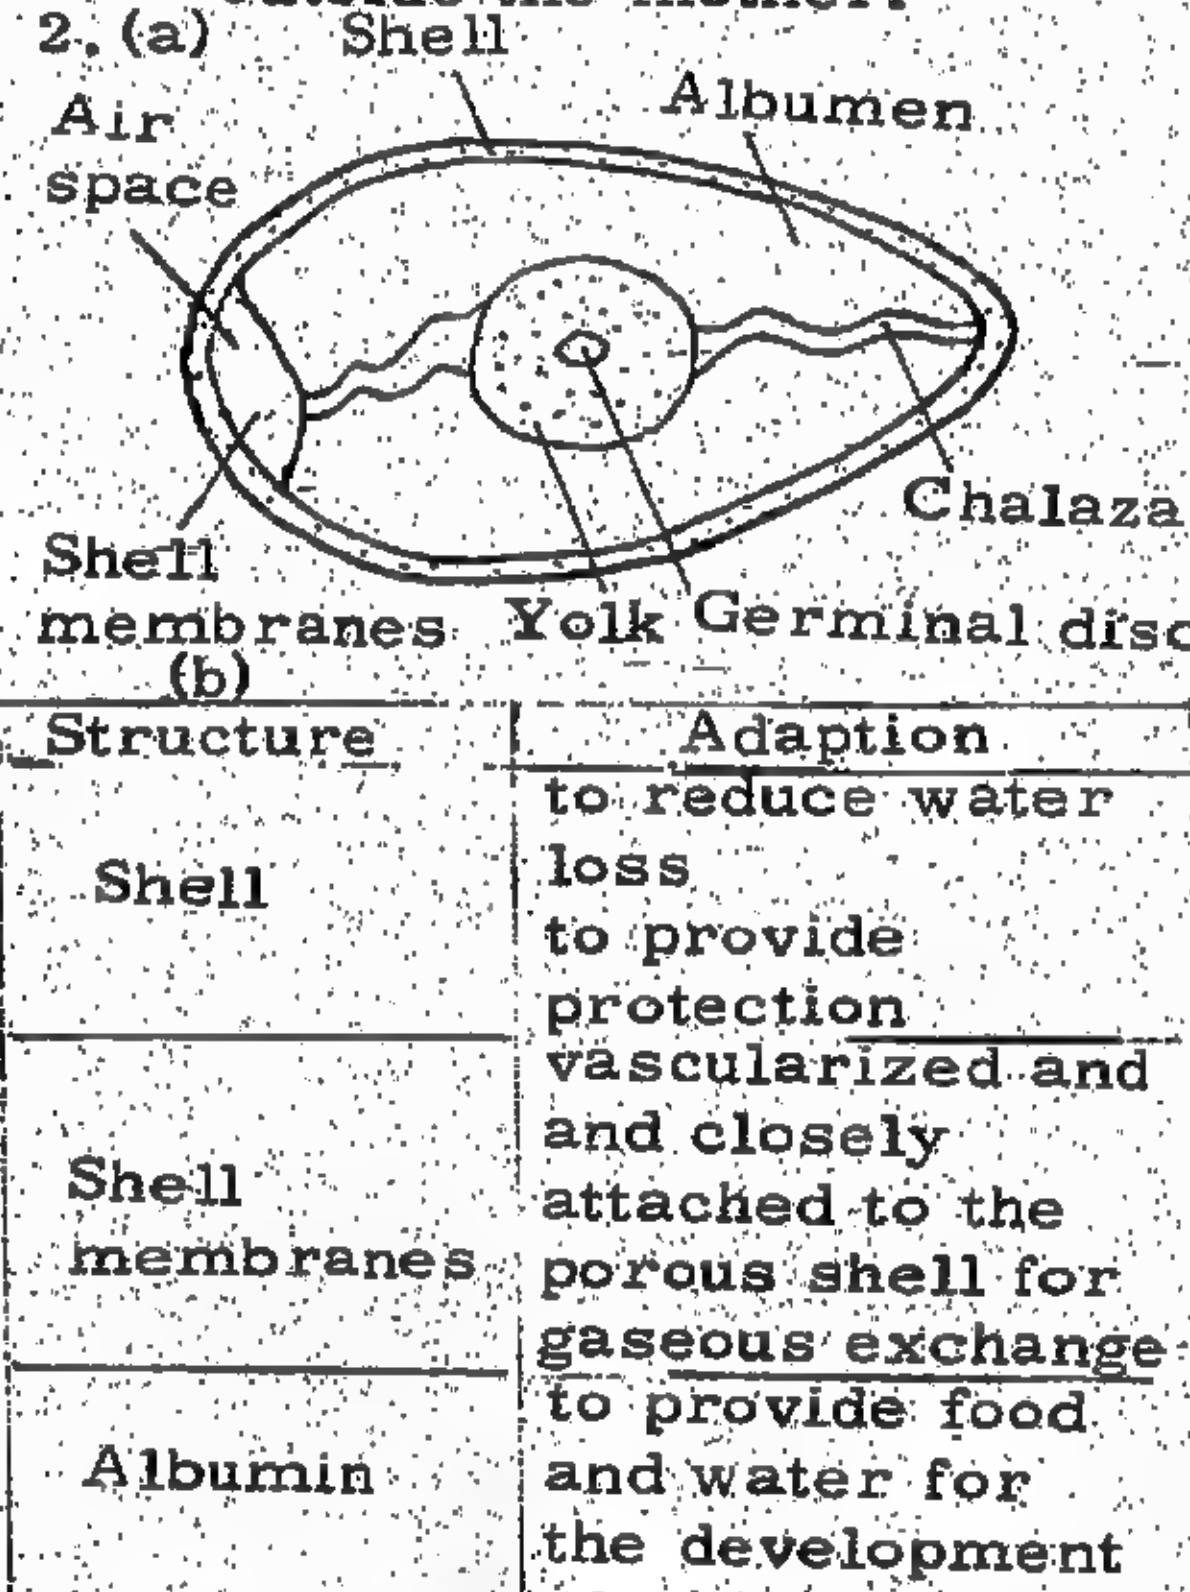 2. (a) Shell
Albumen
Air
space
Chalaza
Shell
membranes
Yolk Germinal disc
(b)
Structure Adaption
Shell
to reduce water
loss
to provide
protection
Shell
membranes
vascularized and
and closely
attached to the
porous shell for
gaseous exchange
Albumin
to provide food
and water for
the development